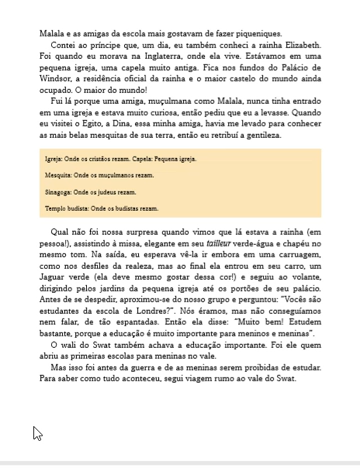 Malala e as amigas da escola mais gostavam de fazer piqueniques.
Contei ao príncipe que, um dia, eu também conheci a rainha Elizabeth.
Foi quando eu morava na Inglaterra, onde ela vive. Estávamos em uma
pequena igreja, uma capela muito antiga. Fica nos fundos do Palácio de
Windsor, a residência oficial da rainha e o maior castelo do mundo ainda
ocupado. O maior do mundo!
Fui lá porque uma amiga, muçulmana como Malala, nunca tinha entrado
em uma igreja e estava muito curiosa, então pediu que eu a levasse. Quando
eu visitei o Egito, a Dina, essa minha amiga, havia me levado para conhecer
as mais belas mesquitas de sua terra, então eu retribuí a gentileza.
Igreja: Onde os cristãos rezam. Capela: Pequena igreja.
Mesquita: Onde os muçulmanos rezam.
Sinagoga: Onde os judeus rezam.
Templo budista: Onde os budistas rezam.
Qual não foi nossa surpresa quando vimos que lá estava a rainha (em
pessoa!), assistindo à missa, elegante em seu tailleur verde-água e chapéu no
mesmo tom. Na saída, eu esperava vê-la ir embora em uma carruagem,
como nos desfiles da realeza, mas ao final ela entrou em seu carro, um
Jaguar verde (ela deve mesmo gostar dessa cor!) e seguiu ao volante,
dirigindo pelos jardins da pequena igreja até os portões de seu palácio.
Antes de se despedir, aproximou-se do nosso grupo e perguntou: "Vocês são
estudantes da escola de Londres?". Nós éramos, mas não conseguíamos
nem falar, de tão espantadas. Então ela disse: "Muito bem! Estudem
bastante, porque a educação é muito importante para meninos e meninas".
O wali do Swat também achava a educação importante. Foi ele quem
abriu as primeiras escolas para meninas no vale.
Mas isso foi antes da guerra e de as meninas serem proibidas de estudar.
Para saber como tudo aconteceu, segui viagem rumo ao vale do Swat.